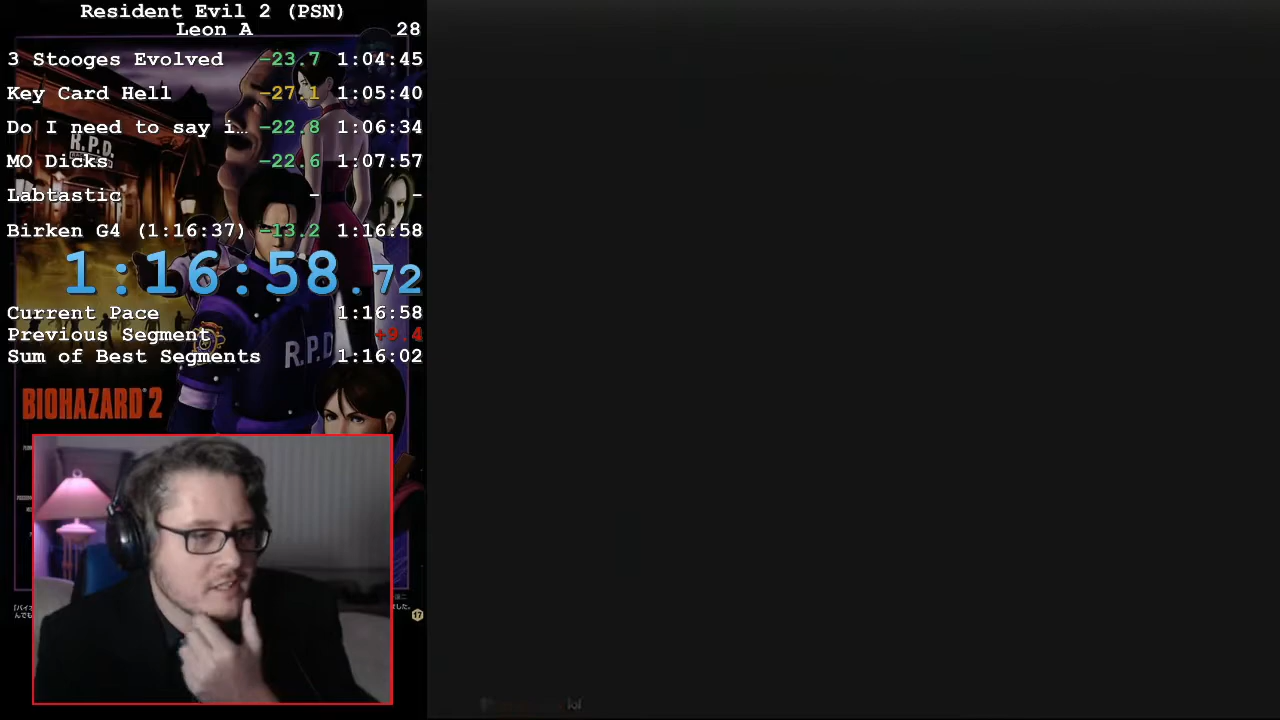 Resident Evil 2 (PSN)
Leon A 28
3 Stooges Evolved -23.7 1:04:45
Key Card Hell -27.1 1:05:40
Do I need to say i... -22.8 1:06:34
MO Dicks -22.6 1:07:57
Labtastic - -
Birken G4 (1:16:37) -13.2 1:16:58
1:16:58.72
Current Pace 1:16:58
Previous Segment +9.4
Sum of Best Segments 1:16:02
R.P.D.
R.P.D
BIOHAZARD 2
17
lol